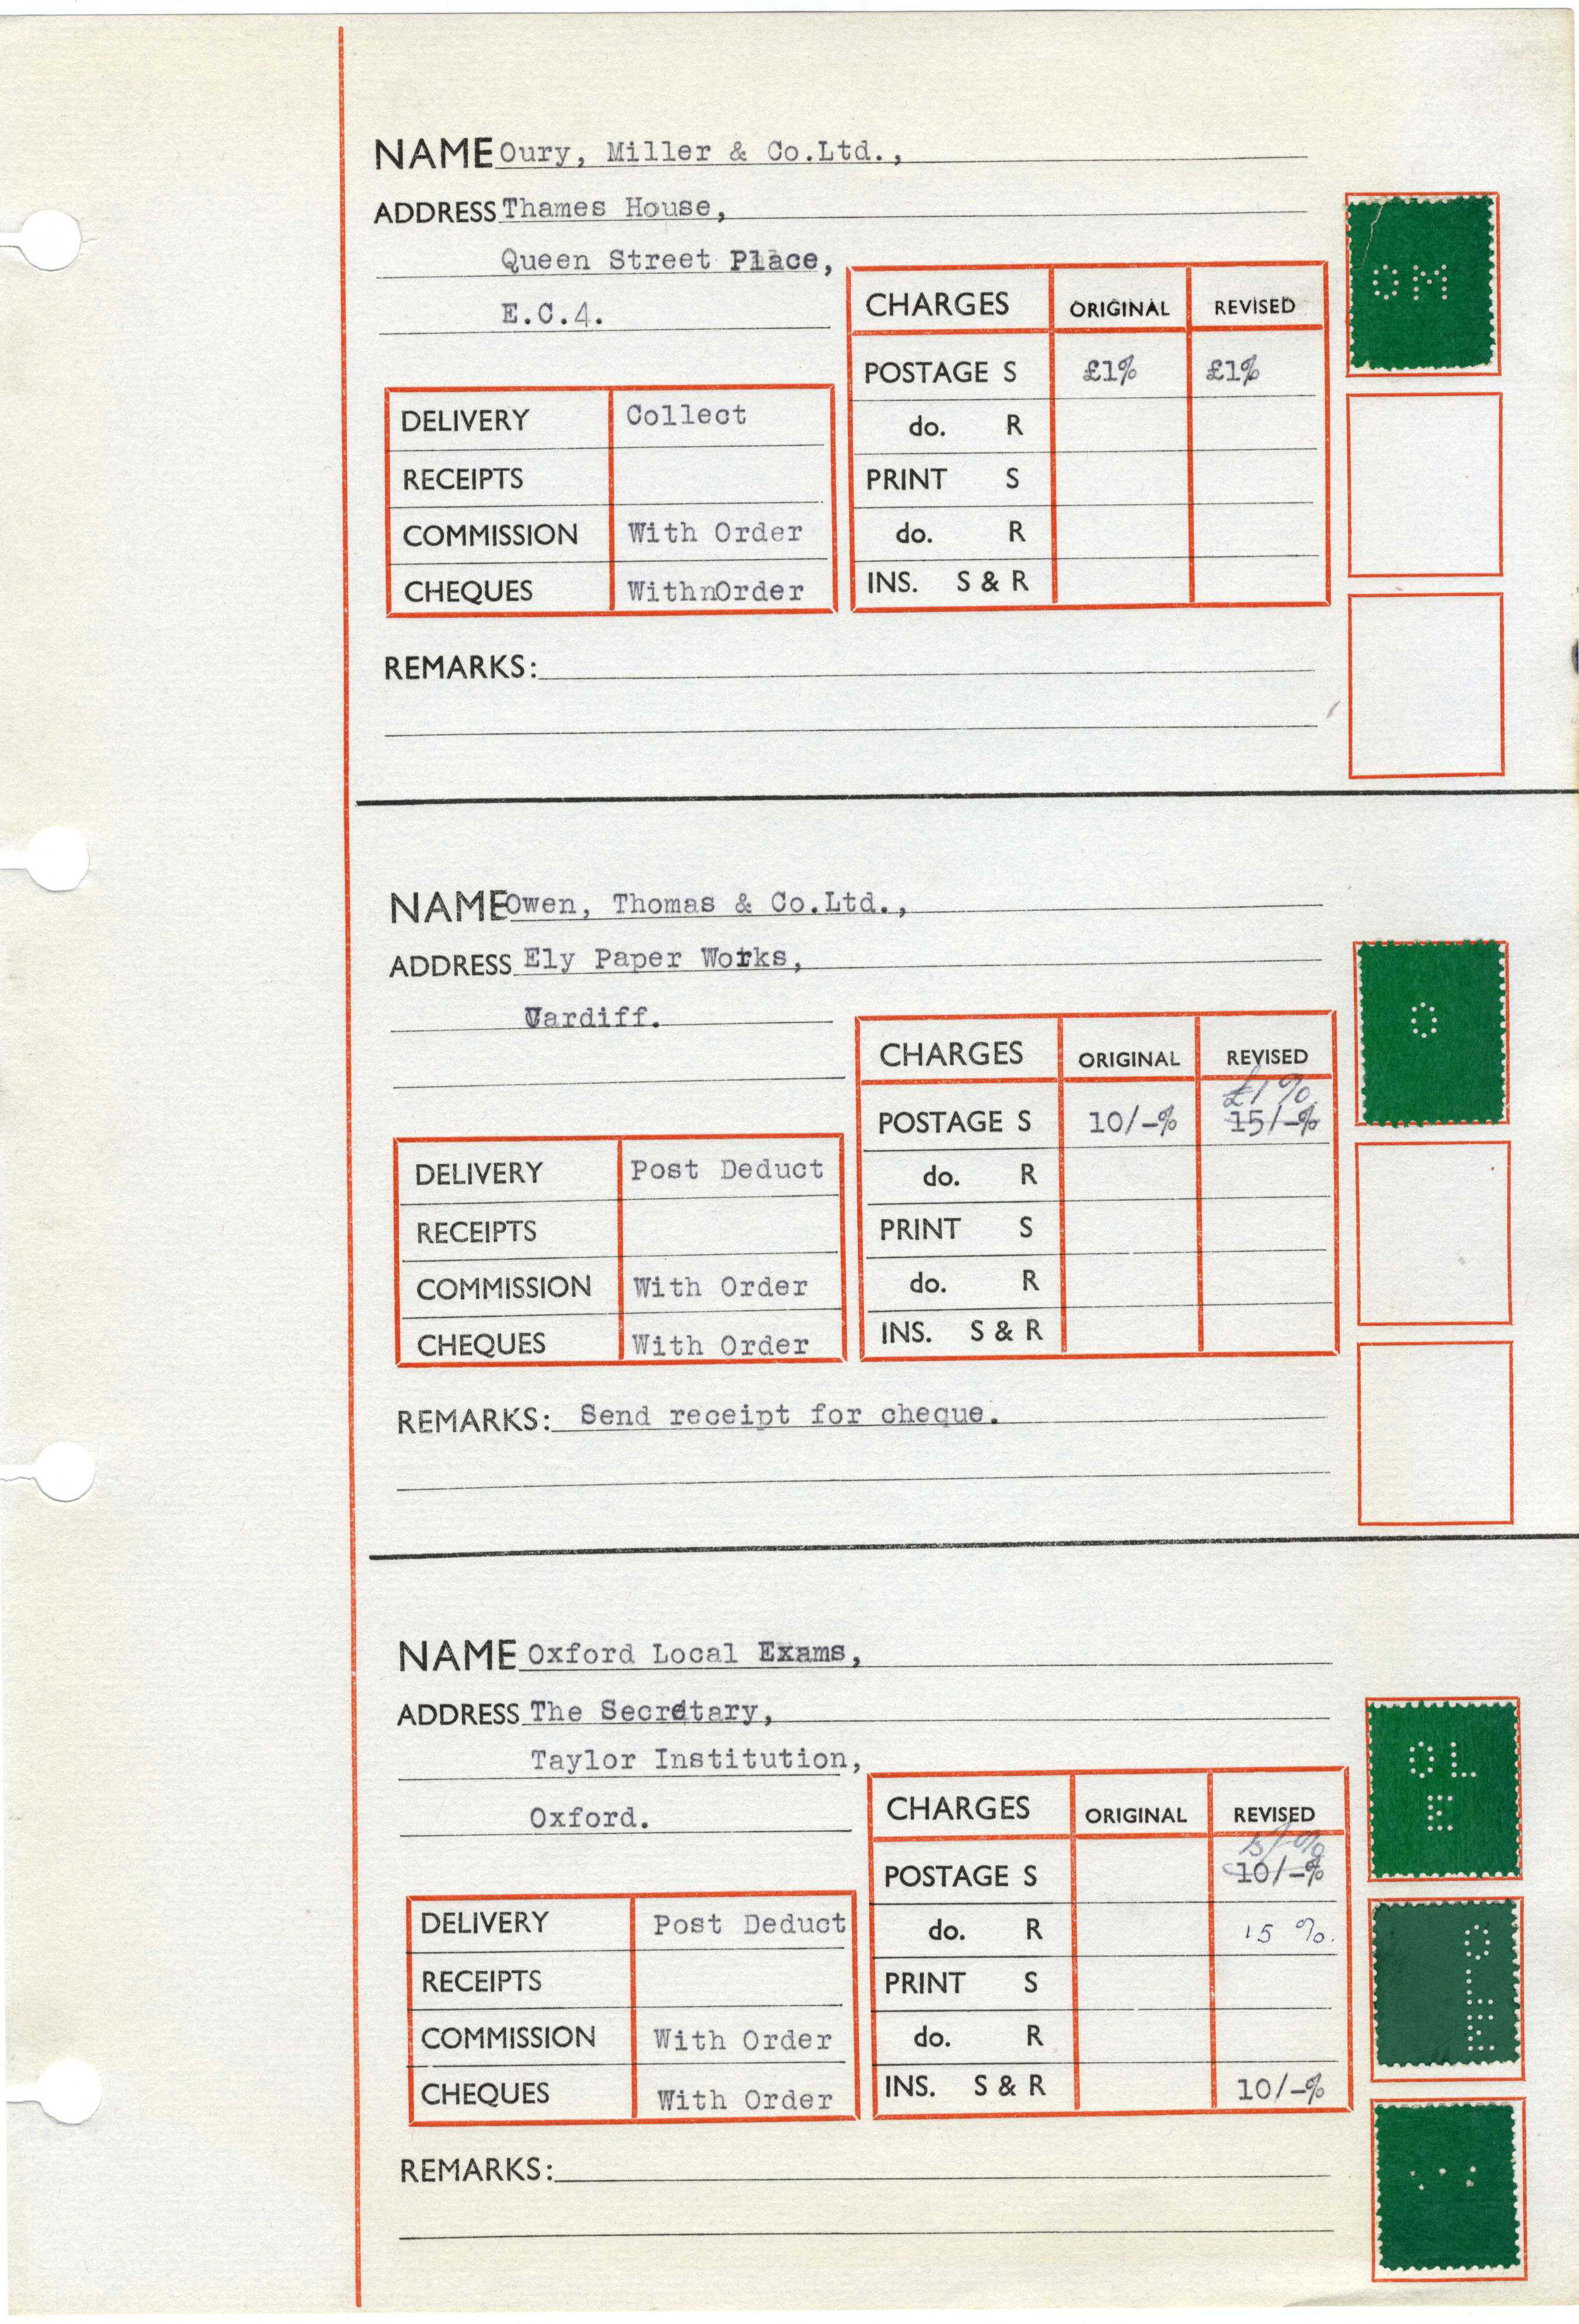 NAME Oury, Miller & Co.Ltd.,
ADDRESS Thames House,
Queen Street Place,
E.C.4.
OM
CHARGES ORIGINAL REVISED
POSTAGE S £1% £1%
do. R
PRINT S
do. R
INS. S & R
DELIVERY Collect
RECEIPTS
COMMISSION With Order
CHEQUES WithnOrder
REMARKS:
NAME Owen, Thomas & Co.Ltd.,
ADDRESS Ely Paper Works,
Cardiff.
O
CHARGES ORIGINAL REVISED
£1%
POSTAGE S 10/-% 15/-%
do. R
PRINT S
do. R
INS. S & R
DELIVERY Post Deduct
RECEIPTS
COMMISSION With Order
CHEQUES With Order
REMARKS: Send receipt for cheque.
NAME Oxford Local Exams,
ADDRESS The Secretary,
Taylor Institution,
Oxford.
OL
E
CHARGES ORIGINAL REVISED
POSTAGE S 10/-%
do. R 15 %.
PRINT S
do. R
INS. S & R 10/-%
OLE
DELIVERY Post Deduct
RECEIPTS
COMMISSION With Order
CHEQUES With Order
REMARKS: